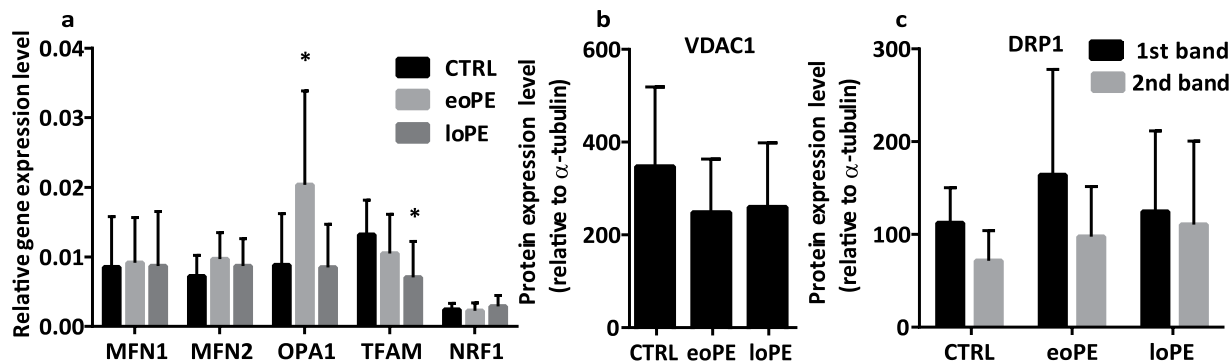 a
Relative gene expression level
0.04
0.03
0.02
0.01
0.00
CTRL
eoPE
loPE
*
*
MFN1 MFN2 OPA1 TFAM NRF1
b
VDAC1
Protein expression level
(relative to α-tubulin)
600
400
200
0
CTRL eoPE loPE
c
DRP1
Protein expression level
(relative to α-tubulin)
300
200
100
0
1st band
2nd band
CTRL eoPE loPE